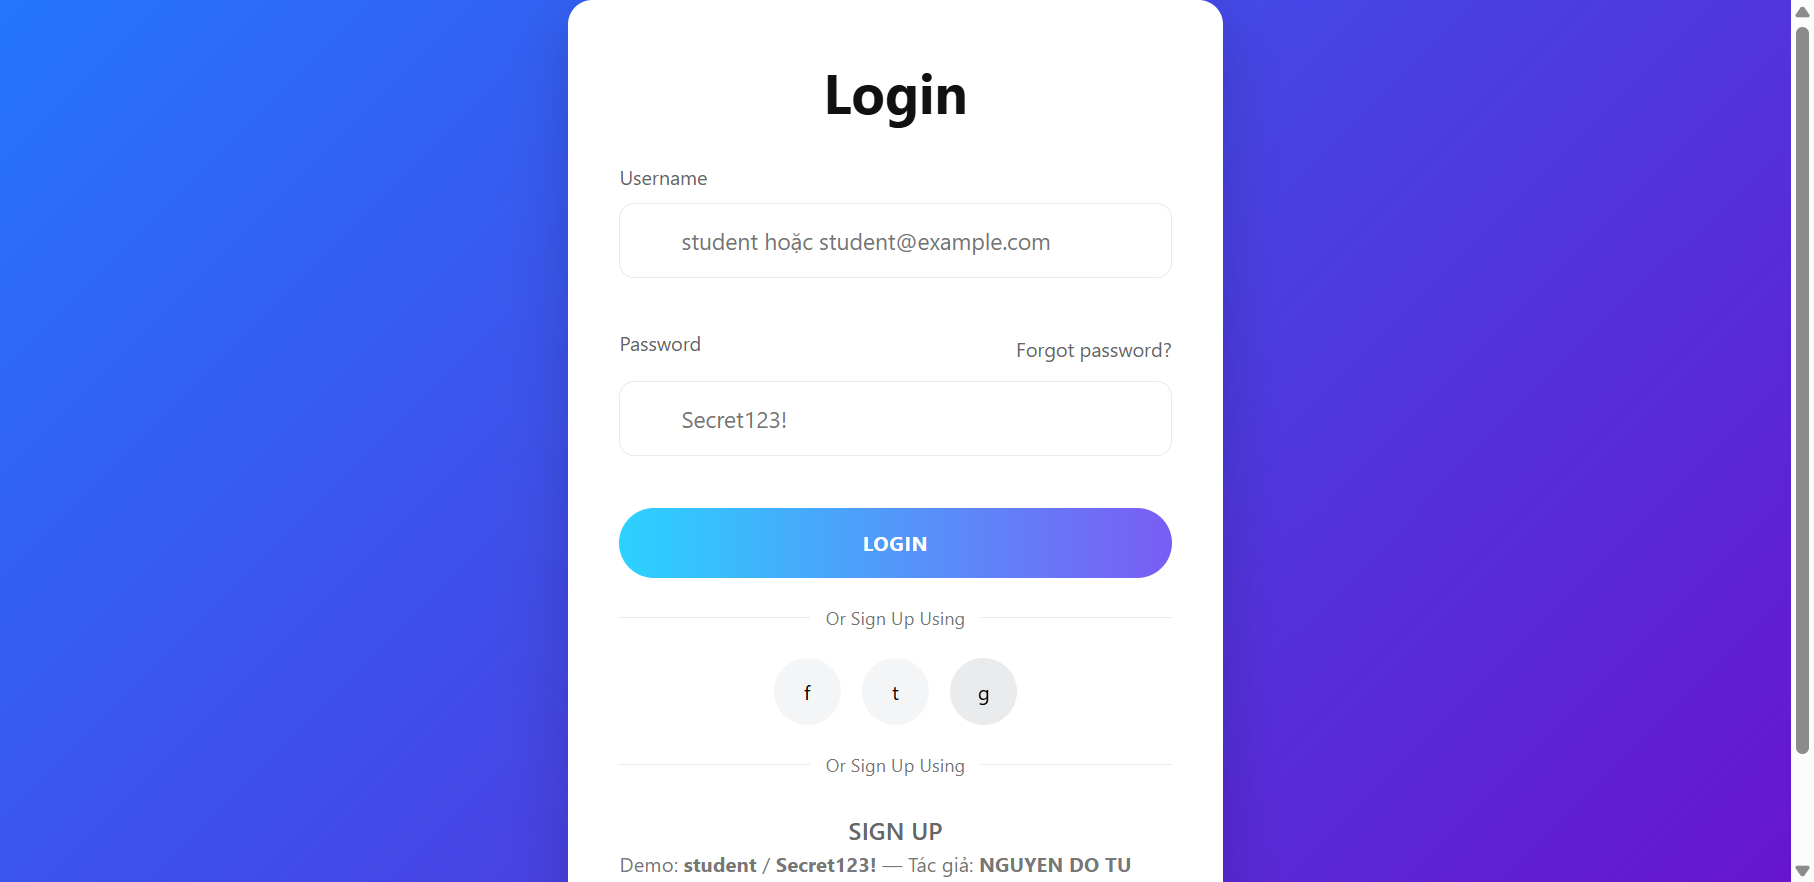 Login
Username
student hoặc student@example.com
Password
Forgot password?
Secret123!
LOGIN
Or Sign Up Using
f
t
g
Or Sign Up Using
SIGN UP
Demo: student / Secret123! — Tác giả: NGUYEN DO TU